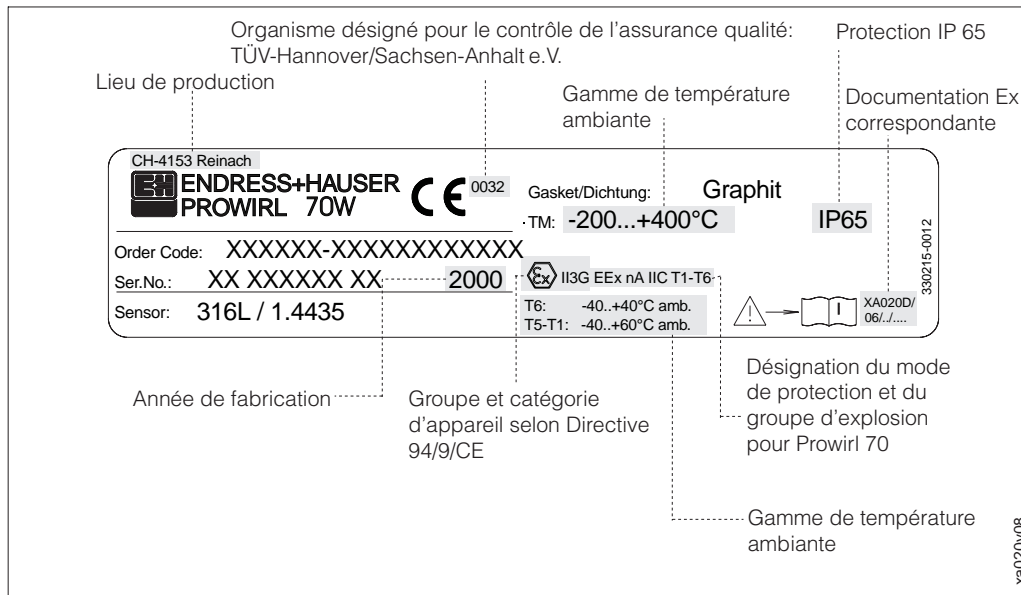 Organisme désigné pour le contrôle de l'assurance qualité:
TÜV-Hannover/Sachsen-Anhalt e.V.
Protection IP 65
Lieu de production
Gamme de température
ambiante
Documentation Ex
correspondante
CH-4153 Reinach
EH ENDRESS+HAUSER
PROWIRL 70W
CE 0032
Gasket/Dichtung: Graphit
TM: -200...+400°C
IP65
330215-0012
Order Code: XXXXXX-XXXXXXXXXXXX
Ser.No.: XX XXXXXX XX 2000
Sensor: 316L / 1.4435
Ex II3G EEx nA IIC T1-T6
T6: -40..+40°C amb.
T5-T1: -40..+60°C amb.
i
XA020D/
06/../....
Année de fabrication
Groupe et catégorie
d'appareil selon Directive
94/9/CE
Désignation du mode
de protection et du
groupe d'explosion
pour Prowirl 70
Gamme de température
ambiante
xa020y08